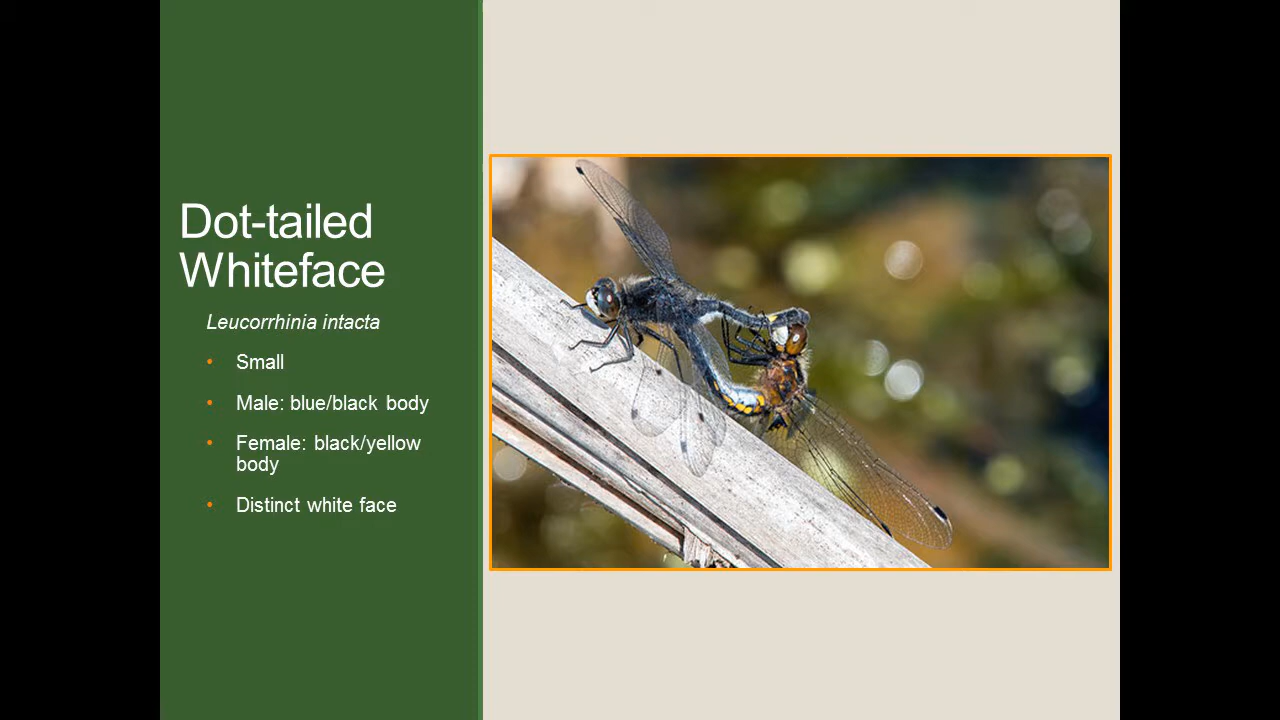 Dot-tailed
Whiteface
Leucorrhinia intacta
• Small
• Male: blue/black body
• Female: black/yellow
body
• Distinct white face